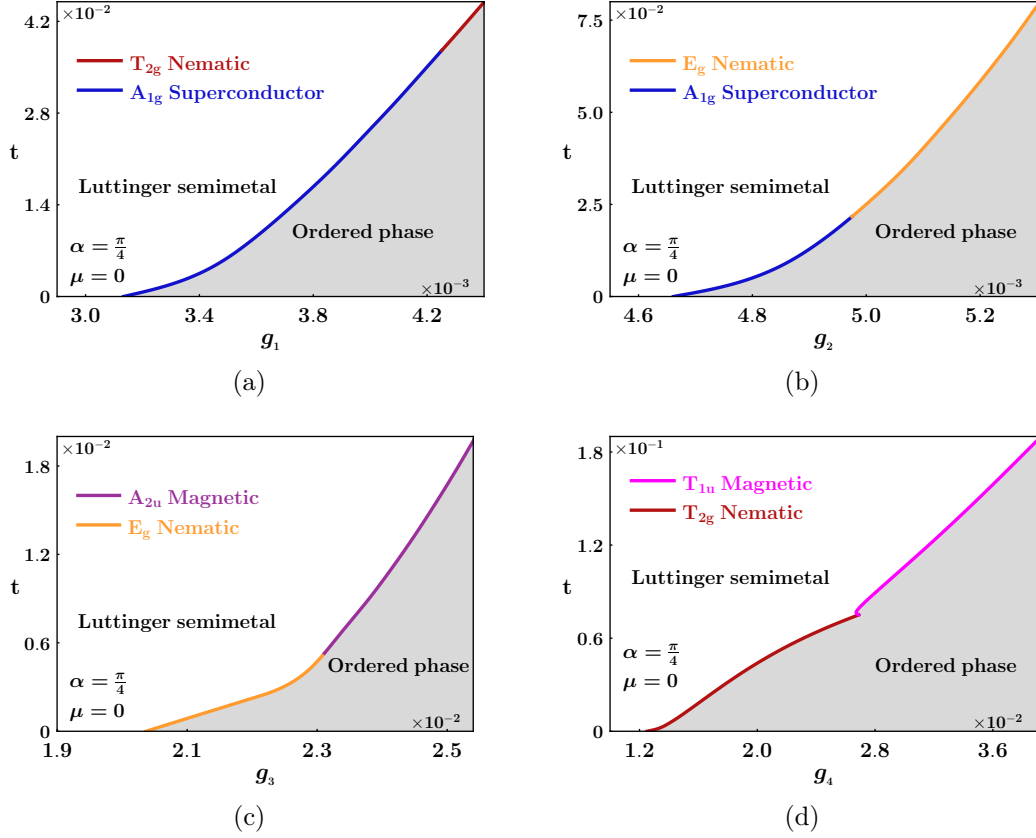 ×10⁻²
4.2
2.8
1.4
0
t
T₂g Nematic
A₁g Superconductor
Luttinger semimetal
Ordered phase
α = π/4
μ = 0
×10⁻³
3.0 3.4 3.8 4.2
g₁
(a)
×10⁻²
7.5
5.0
2.5
0
t
E_g Nematic
A₁g Superconductor
Luttinger semimetal
Ordered phase
α = π/4
μ = 0
×10⁻³
4.6 4.8 5.0 5.2
g₂
(b)
×10⁻²
1.8
1.2
0.6
0
t
A₂ᵤ Magnetic
E_g Nematic
Luttinger semimetal
Ordered phase
α = π/4
μ = 0
×10⁻²
1.9 2.1 2.3 2.5
g₃
(c)
×10⁻¹
1.8
1.2
0.6
0
t
T₁ᵤ Magnetic
T₂g Nematic
Luttinger semimetal
Ordered phase
α = π/4
μ = 0
×10⁻²
1.2 2.0 2.8 3.6
g₄
(d)